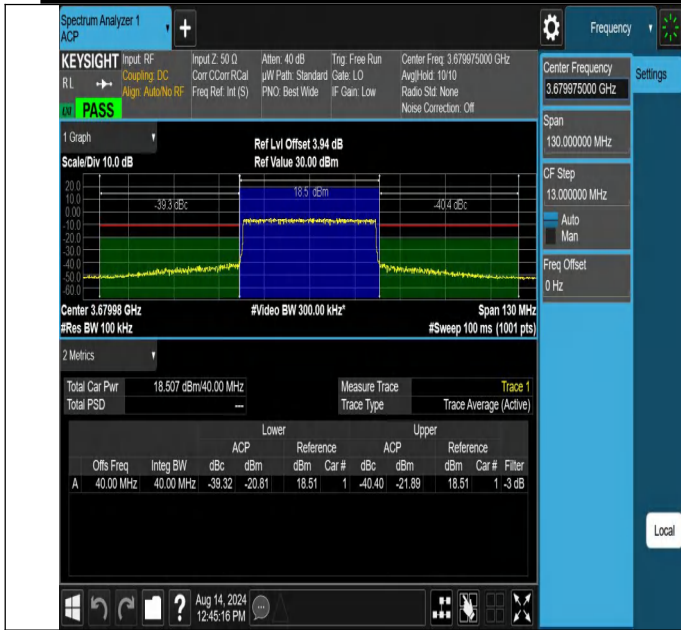 Spectrum Analyzer 1
ACP
+
Frequency
KEYSIGHT
RL
PASS
Input: RF
Coupling: DC
Align: Auto/No RF
Input Z: 50 Ω
Corr CCorr RCal
Freq Ref: Int (S)
Atten: 40 dB
µW Path: Standard
PNO: Best Wide
Trig: Free Run
Gate: LO
IF Gain: Low
Center Freq: 3.679975000 GHz
Avg|Hold: 10/10
Radio Std: None
Noise Correction: Off
Center Frequency
3.679975000 GHz
Settings
Span
130.000000 MHz
CF Step
13.000000 MHz
Auto
Man
Freq Offset
0 Hz
1 Graph
Scale/Div 10.0 dB
Ref Lvl Offset 3.94 dB
Ref Value 30.00 dBm
20.0
10.0
0.00
-10.0
-20.0
-30.0
-40.0
-50.0
-60.0
-39.3 dBc
18.5 dBm
-40.4 dBc
Center 3.67998 GHz
#Video BW 300.00 kHz*
Span 130 MHz
#Res BW 100 kHz
#Sweep 100 ms (1001 pts)
2 Metrics
Total Car Pwr 18.507 dBm/40.00 MHz
Total PSD ---
Measure Trace Trace 1
Trace Type Trace Average (Active)
Lower Upper
ACP Reference ACP Reference
Offs Freq Integ BW dBc dBm dBm Car # dBc dBm dBm Car # Filter
A 40.00 MHz 40.00 MHz -39.32 -20.81 18.51 1 -40.40 -21.89 18.51 1 -3 dB
Local
?
Aug 14, 2024
12:45:16 PM